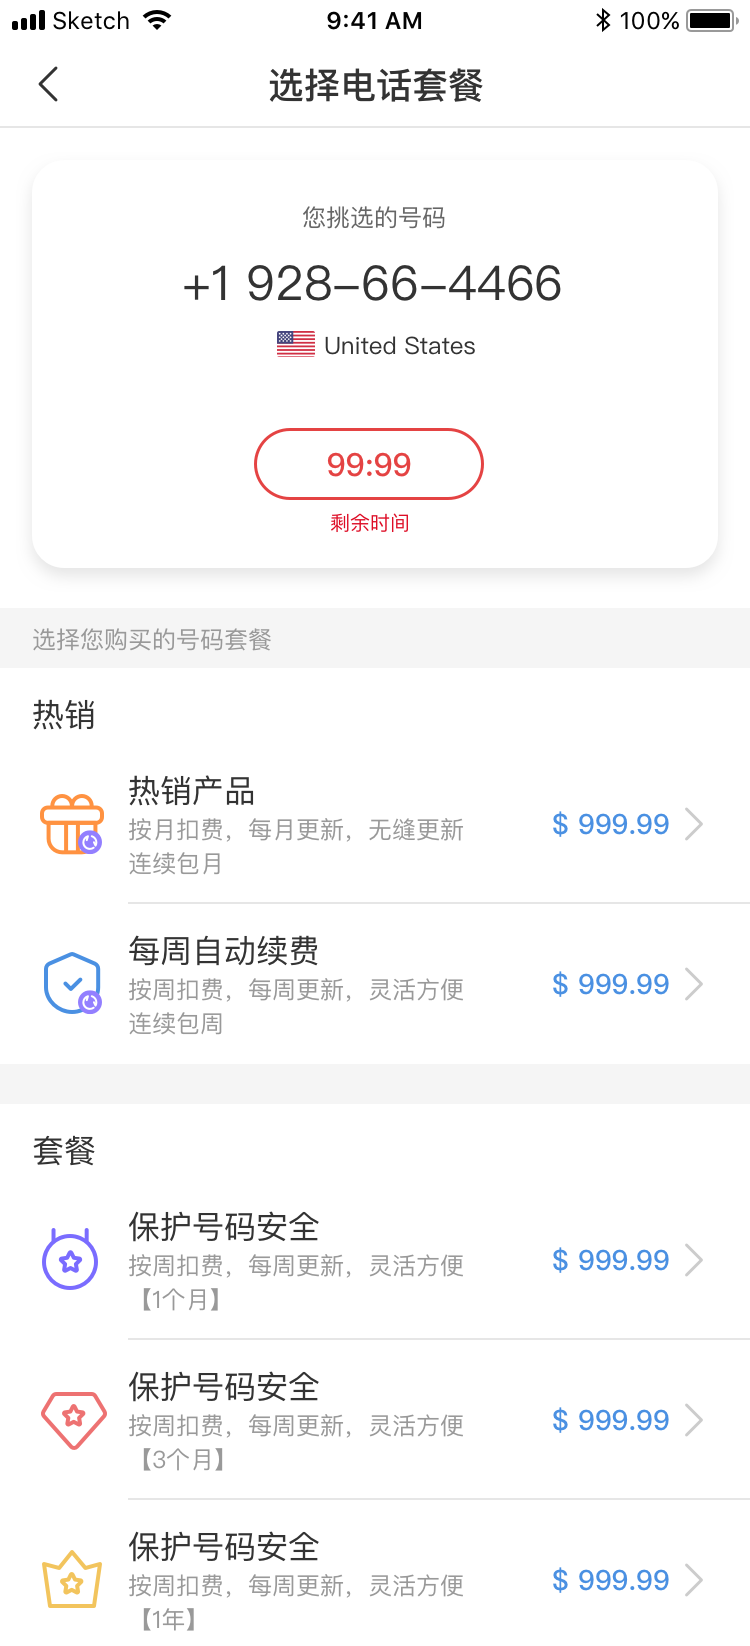 Sketch 9:41 AM 100%
选择电话套餐
您挑选的号码
+1 928-66-4466
United States
99:99
剩余时间
选择您购买的号码套餐
热销
热销产品
按月扣费，每月更新，无缝更新
连续包月
$ 999.99
每周自动续费
按周扣费，每周更新，灵活方便
连续包周
$ 999.99
套餐
保护号码安全
按周扣费，每周更新，灵活方便
【1个月】
$ 999.99
保护号码安全
按周扣费，每周更新，灵活方便
【3个月】
$ 999.99
保护号码安全
按周扣费，每周更新，灵活方便
【1年】
$ 999.99